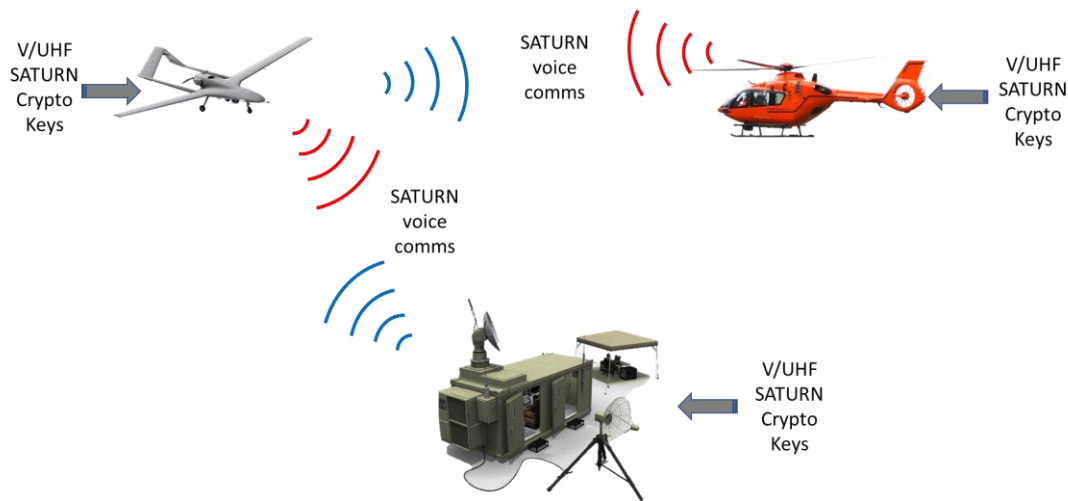 V/UHF
SATURN
Crypto
Keys
SATURN
voice
comms
V/UHF
SATURN
Crypto
Keys
SATURN
voice
comms
V/UHF
SATURN
Crypto
Keys